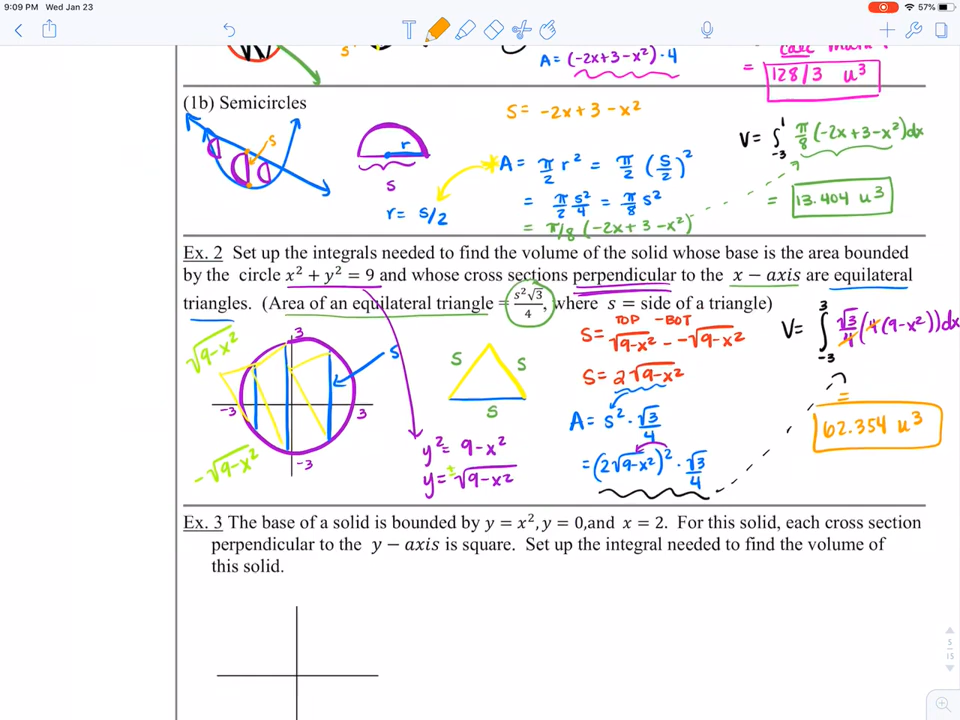 9:09 PM Wed Jan 23
57%
A = (-2x+3-x²)·4
= 128/3 u³
(1b) Semicircles
S = -2x+3-x²
s
r
s
r = s/2
A = π/2 r² = π/2 (s/2)²
= π/2 s²/4 = π/8 s²
= π/8 (-2x+3-x²)
V = ∫₋₃¹ π/8 (-2x+3-x²)dx
= 13.404 u³
Ex. 2 Set up the integrals needed to find the volume of the solid whose base is the area bounded
by the circle x² + y² = 9 and whose cross sections perpendicular to the x − axis are equilateral
triangles. (Area of an equilateral triangle = s²√3/4, where s = side of a triangle)
√9-x²
3
S
-3
3
-√9-x²
-3
S
S
S
y² = 9-x²
y = ±√9-x²
TOP -BOT
S = √9-x² - -√9-x²
S = 2√9-x²
A = s² · √3/4
= (2√9-x²)² · √3/4
V = ∫₋₃³ √3/4 (4(9-x²))dx
=
62.354 u³
Ex. 3 The base of a solid is bounded by y = x², y = 0,and x = 2. For this solid, each cross section
perpendicular to the y − axis is square. Set up the integral needed to find the volume of
this solid.
5
15